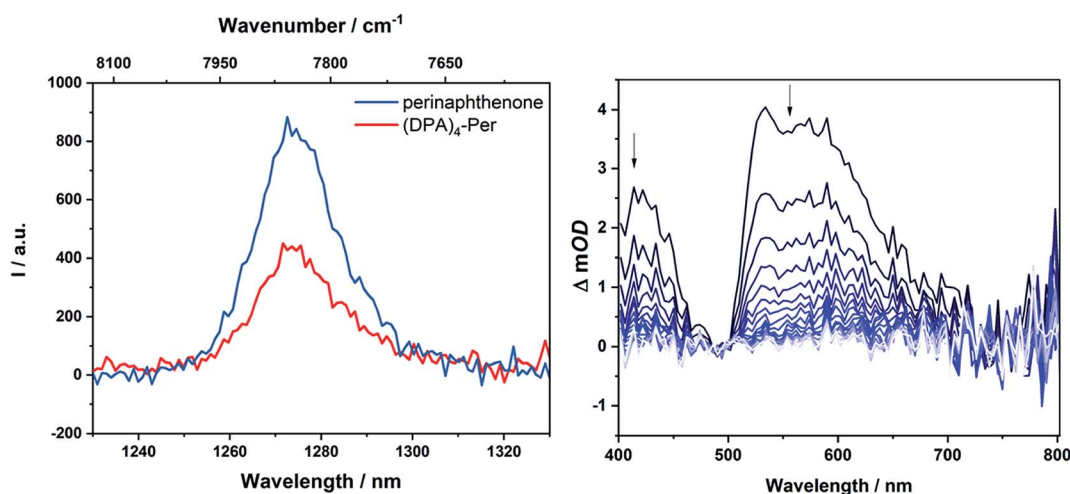 Wavenumber / cm-1
8100 7950 7800 7650
1000
800
600
400
200
0
-200
I / a.u.
perinaphthenone
(DPA)4-Per
1240 1260 1280 1300 1320
Wavelength / nm
4
3
2
1
0
-1
Δ mOD
400 500 600 700 800
Wavelength / nm